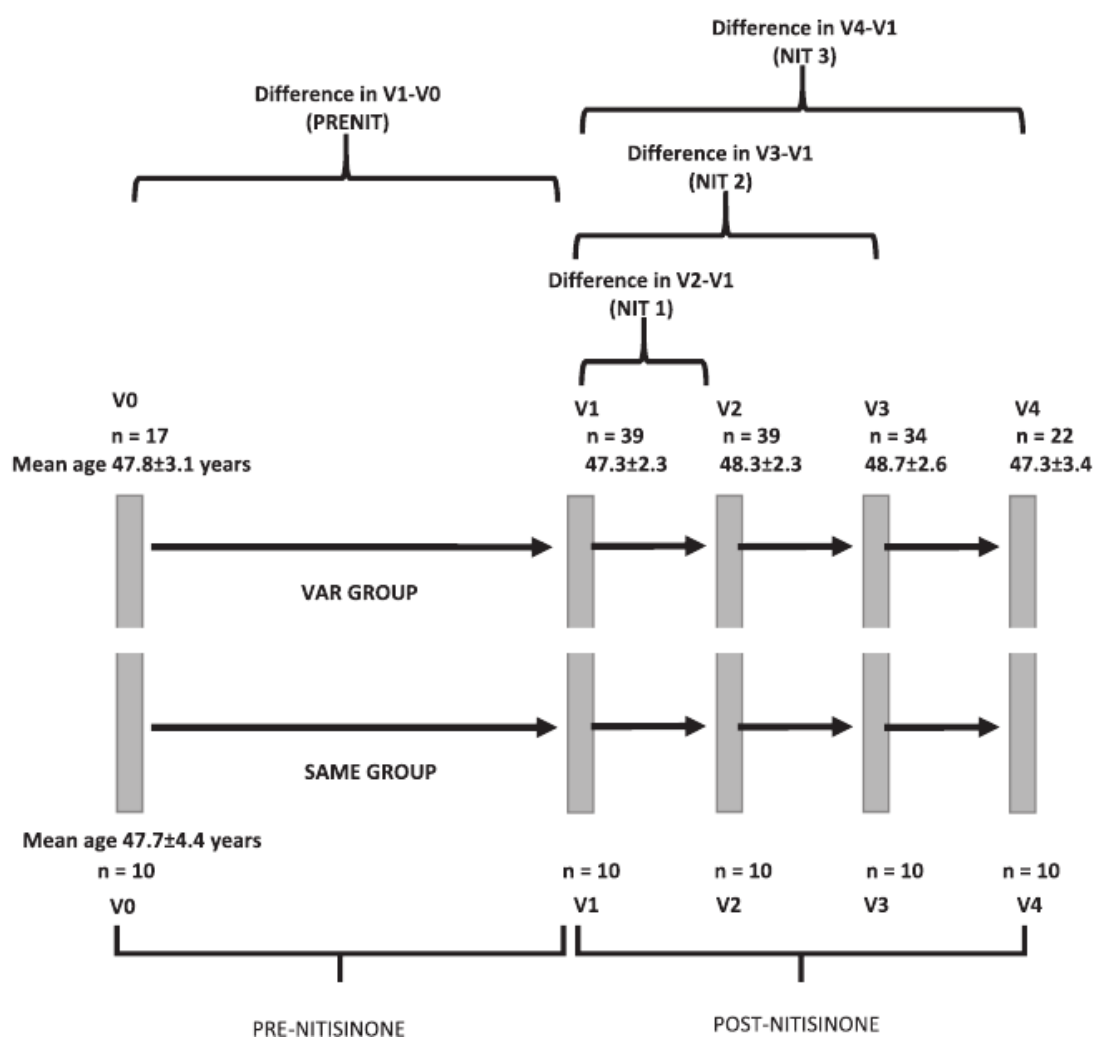 Difference in V4-V1
(NIT 3)
Difference in V1-V0
(PRENIT)
Difference in V3-V1
(NIT 2)
Difference in V2-V1
(NIT 1)
V0
n = 17
Mean age 47.8±3.1 years
V1
n = 39
47.3±2.3
V2
n = 39
48.3±2.3
V3
n = 34
48.7±2.6
V4
n = 22
47.3±3.4
VAR GROUP
SAME GROUP
Mean age 47.7±4.4 years
n = 10
V0
n = 10
V1
n = 10
V2
n = 10
V3
n = 10
V4
PRE-NITISINONE
POST-NITISINONE